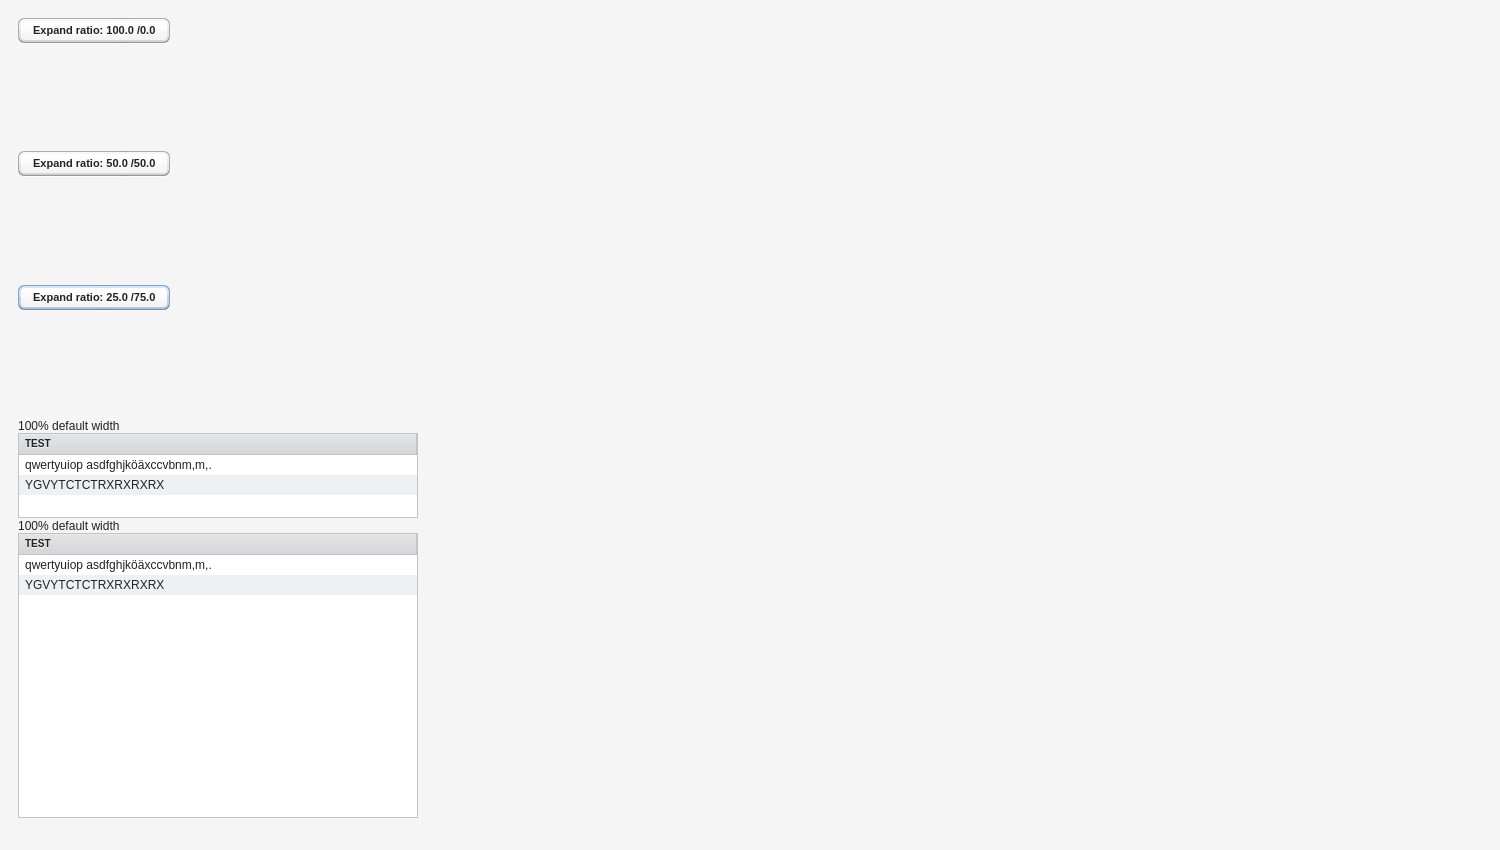 Expand ratio: 100.0 /0.0
Expand ratio: 50.0 /50.0
Expand ratio: 25.0 /75.0
100% default width
TEST
qwertyuiop asdfghjköäxccvbnm,m,.
YGVYTCTCTRXRXRXRX
100% default width
TEST
qwertyuiop asdfghjköäxccvbnm,m,.
YGVYTCTCTRXRXRXRX